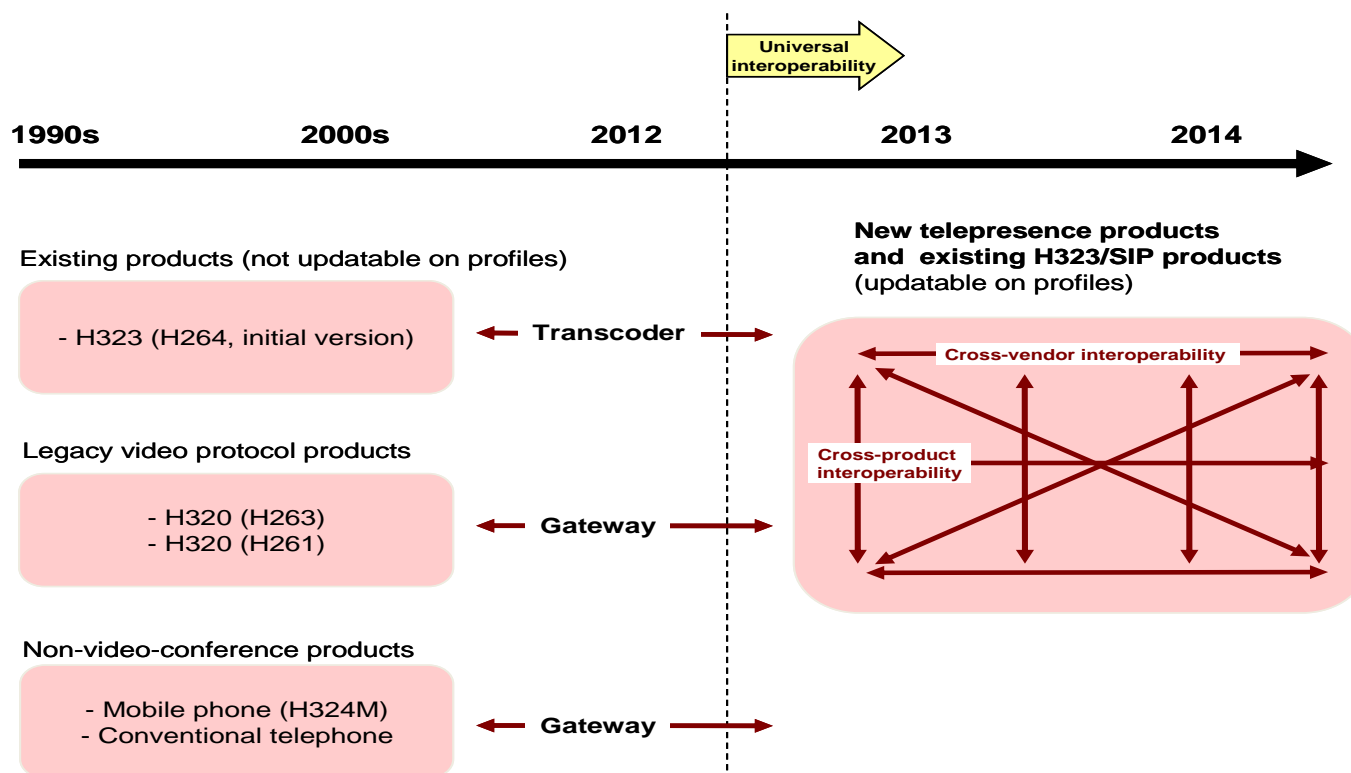 Universal
interoperability
1990s 2000s 2012 2013 2014
New telepresence products
and existing H323/SIP products
(updatable on profiles)
Existing products (not updatable on profiles)
- H323 (H264, initial version)
Transcoder
Cross-vendor interoperability
Legacy video protocol products
Cross-product
interoperability
- H320 (H263)
- H320 (H261)
Gateway
Non-video-conference products
- Mobile phone (H324M)
- Conventional telephone
Gateway